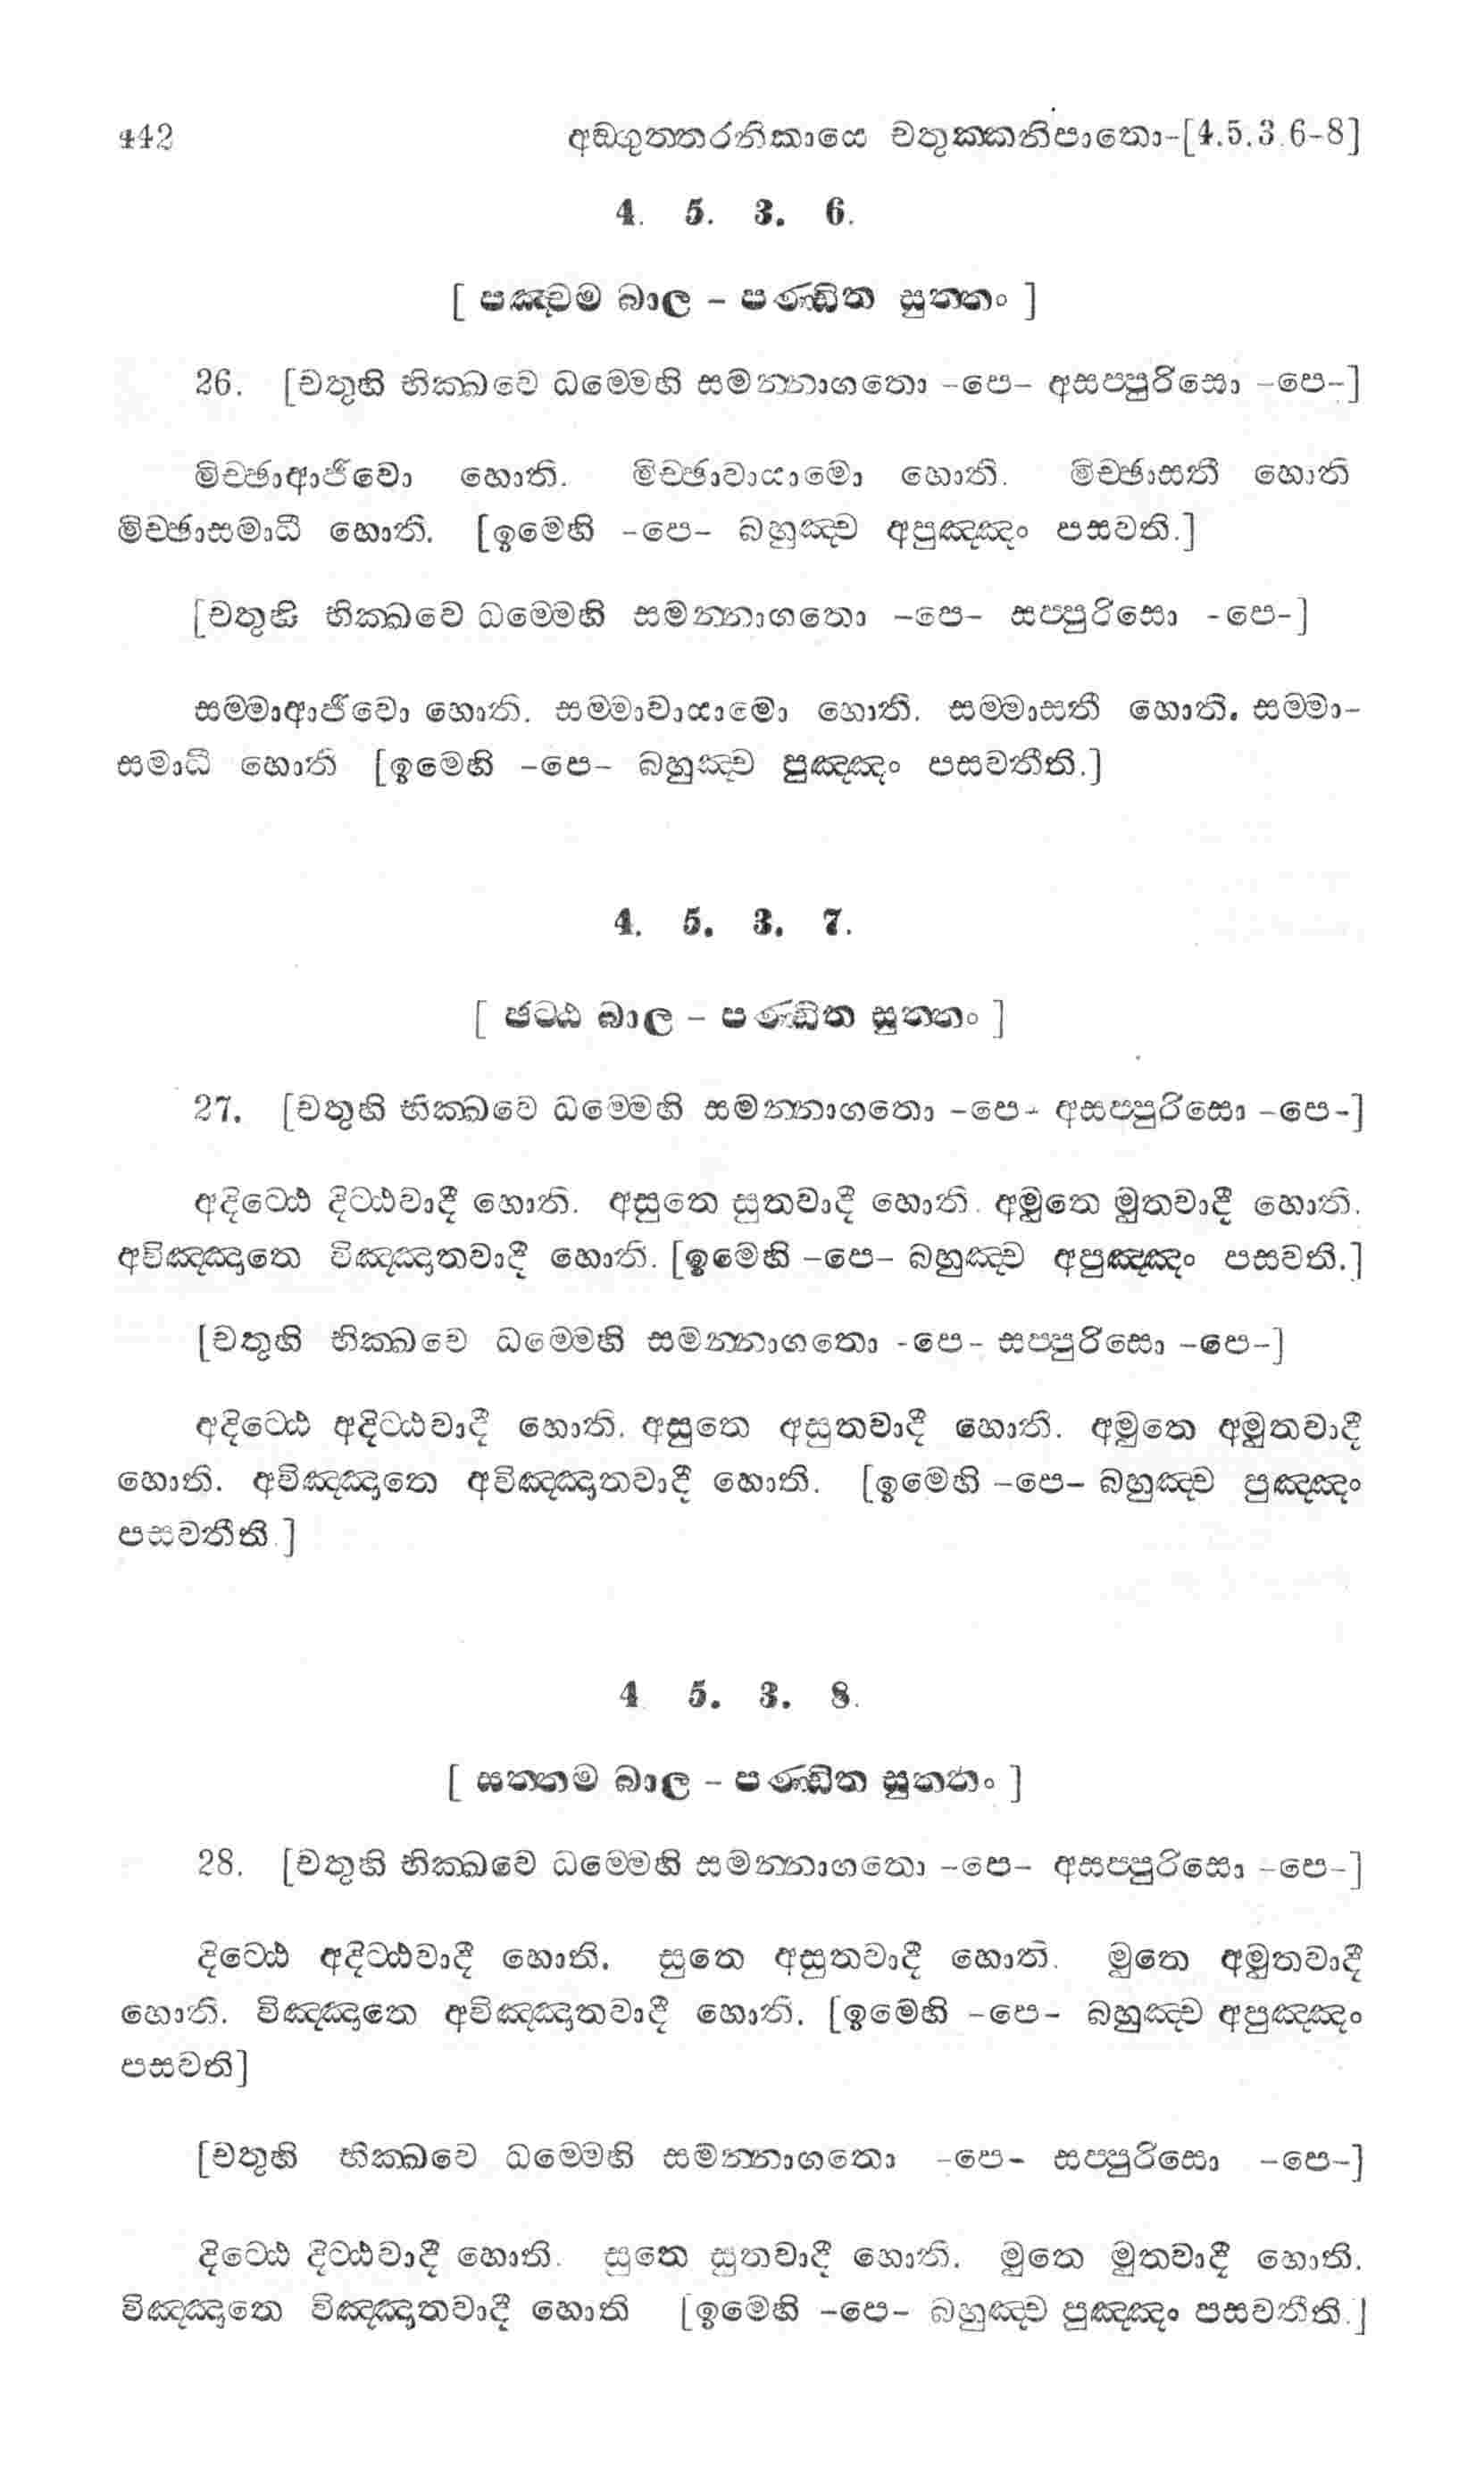 442 අඞ්ගුත්තරනිකායෙ චතුක්කනිපාතො-[4.5.3.6-8]
4. 5. 3. 6.
[ පඤ්චම බාල - පණ්ඩිත සුත්තං ]
26. [චතූහි භික්ඛවෙ ධම්මෙහි සමන්නාගතො -පෙ- අසප්පුරිසො -පෙ-]
මිච්ඡාආජීවො හොති. මිච්ඡාවායාමො හොති. මිච්ඡාසතී හොති
මිච්ඡාසමාධී හොති. [ඉමෙහි -පෙ- බහුඤ්ච අපුඤ්ඤං පසවති.]
[චතූහි භික්ඛවෙ ධම්මෙහි සමන්නාගතො -පෙ- සප්පුරිසො -පෙ-]
සම්මාආජීවො හොති. සම්මාවායාමො හොති. සම්මාසතී හොති. සම්මා-
සමාධී හොති [ඉමෙහි -පෙ- බහුඤ්ච පුඤ්ඤං පසවතීති.]
4. 5. 3. 7.
[ ඡට්ඨ බාල - පණ්ඩිත සුත්තං ]
27. [චතූහි භික්ඛවෙ ධම්මෙහි සමන්නාගතො -පෙ- අසප්පුරිසො -පෙ-]
අදිට්ඨෙ දිට්ඨවාදී හොති. අසුතෙ සුතවාදී හොති. අමුතෙ මුතවාදී හොති.
අවිඤ්ඤාතෙ විඤ්ඤාතවාදී හොති. [ඉමෙහි -පෙ- බහුඤ්ච අපුඤ්ඤං පසවති.]
[චතූහි භික්ඛවෙ ධම්මෙහි සමන්නාගතො -පෙ- සප්පුරිසො -පෙ-]
අදිට්ඨෙ අදිට්ඨවාදී හොති. අසුතෙ අසුතවාදී හොති. අමුතෙ අමුතවාදී
හොති. අවිඤ්ඤාතෙ අවිඤ්ඤාතවාදී හොති. [ඉමෙහි -පෙ- බහුඤ්ච පුඤ්ඤං
පසවතීති.]
4 5. 3. 8.
[ සත්තම බාල - පණ්ඩිත සුත්තං ]
28. [චතූහි භික්ඛවෙ ධම්මෙහි සමන්නාගතො -පෙ- අසප්පුරිසො -පෙ-]
දිට්ඨෙ අදිට්ඨවාදී හොති. සුතෙ අසුතවාදී හොති. මුතෙ අමුතවාදී
හොති. විඤ්ඤාතෙ අවිඤ්ඤාතවාදී හොති. [ඉමෙහි -පෙ- බහුඤ්ච අපුඤ්ඤං
පසවති]
[චතූහි භික්ඛවෙ ධම්මෙහි සමන්නාගතො -පෙ- සප්පුරිසො -පෙ-]
දිට්ඨෙ දිට්ඨවාදී හොති. සුතෙ සුතවාදී හොති. මුතෙ මුතවාදී හොති.
විඤ්ඤාතෙ විඤ්ඤාතවාදී හොති [ඉමෙහි -පෙ- බහුඤ්ච පුඤ්ඤං පසවතීති.]